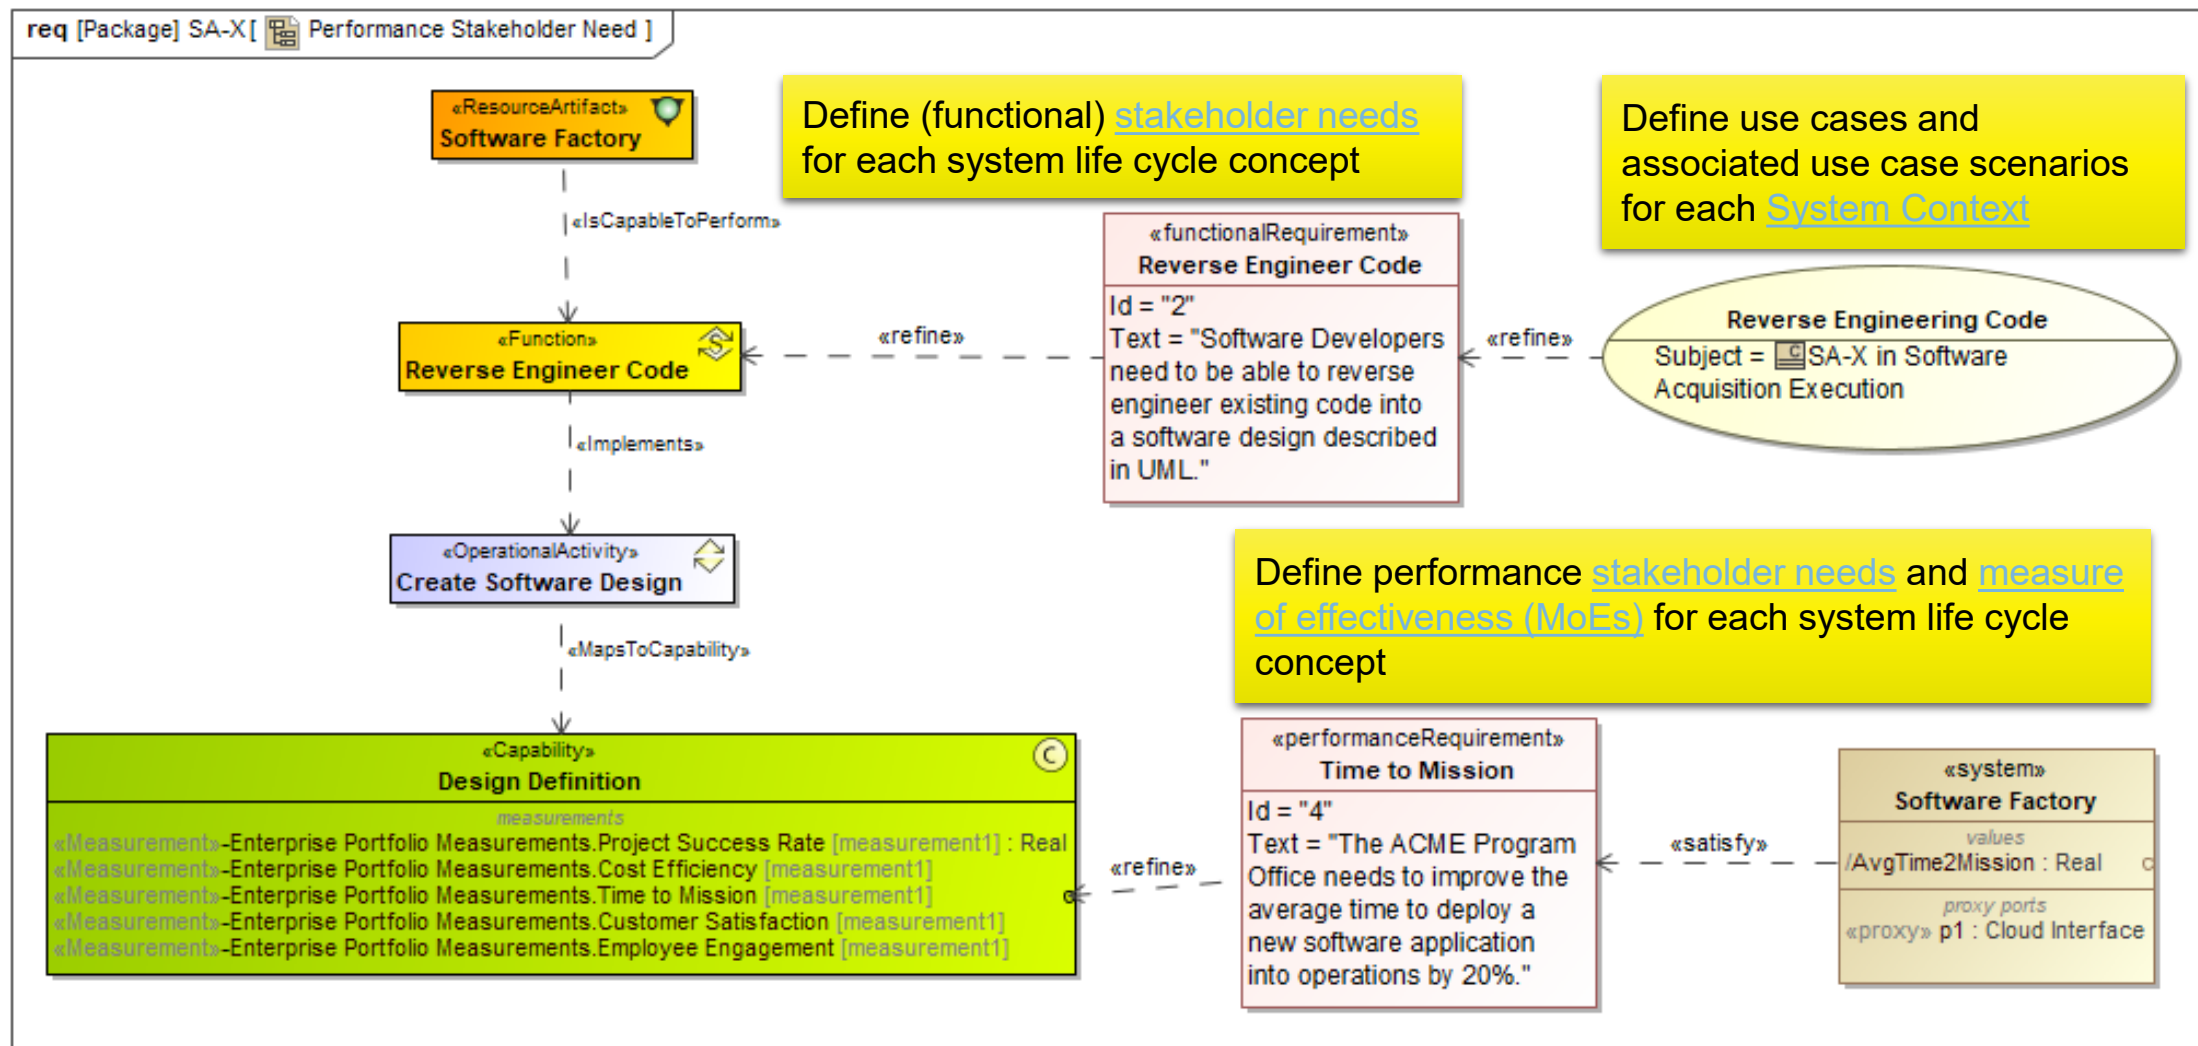 req [Package] SA-X [ Performance Stakeholder Need ]
«ResourceArtifact»
Software Factory
Define (functional) stakeholder needs
for each system life cycle concept
Define use cases and
associated use case scenarios
for each System Context
«IsCapableToPerform»
«functionalRequirement»
Reverse Engineer Code
Id = "2"
Text = "Software Developers
need to be able to reverse
engineer existing code into
a software design described
in UML."
«refine»
Reverse Engineering Code
Subject = SA-X in Software
Acquisition Execution
«Function»
Reverse Engineer Code
«refine»
«Implements»
«OperationalActivity»
Create Software Design
Define performance stakeholder needs and measure
of effectiveness (MoEs) for each system life cycle
concept
«MapsToCapability»
«Capability»
C
Design Definition
measurements
«Measurement»-Enterprise Portfolio Measurements.Project Success Rate [measurement1] : Real
«Measurement»-Enterprise Portfolio Measurements.Cost Efficiency [measurement1]
«Measurement»-Enterprise Portfolio Measurements.Time to Mission [measurement1]
«Measurement»-Enterprise Portfolio Measurements.Customer Satisfaction [measurement1]
«Measurement»-Enterprise Portfolio Measurements.Employee Engagement [measurement1]
«refine»
«performanceRequirement»
Time to Mission
Id = "4"
Text = "The ACME Program
Office needs to improve the
average time to deploy a
new software application
into operations by 20%."
«satisfy»
«system»
Software Factory
values
/AvgTime2Mission : Real
proxy ports
«proxy» p1 : Cloud Interface